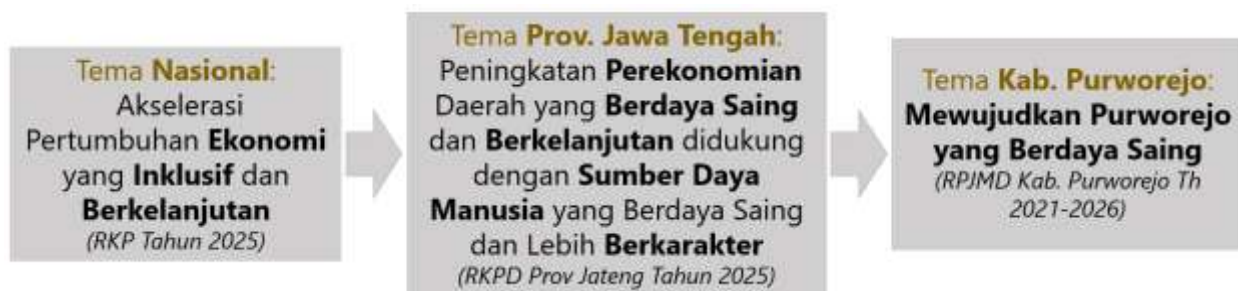 Tema Nasional:
Akselerasi
Pertumbuhan Ekonomi
yang Inklusif dan
Berkelanjutan
(RKP Tahun 2025)
Tema Prov. Jawa Tengah:
Peningkatan Perekonomian
Daerah yang Berdaya Saing
dan Berkelanjutan didukung
dengan Sumber Daya
Manusia yang Berdaya Saing
dan Lebih Berkarakter
(RKPD Prov Jateng Tahun 2025)
Tema Kab. Purworejo:
Mewujudkan Purworejo
yang Berdaya Saing
(RPJMD Kab. Purworejo Th
2021-2026)